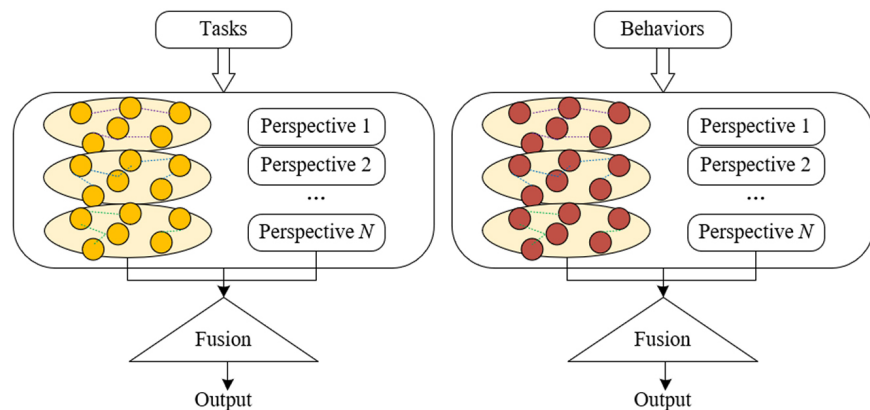 Tasks
Perspective 1
Perspective 2
...
Perspective N
Fusion
Output
Behaviors
Perspective 1
Perspective 2
...
Perspective N
Fusion
Output